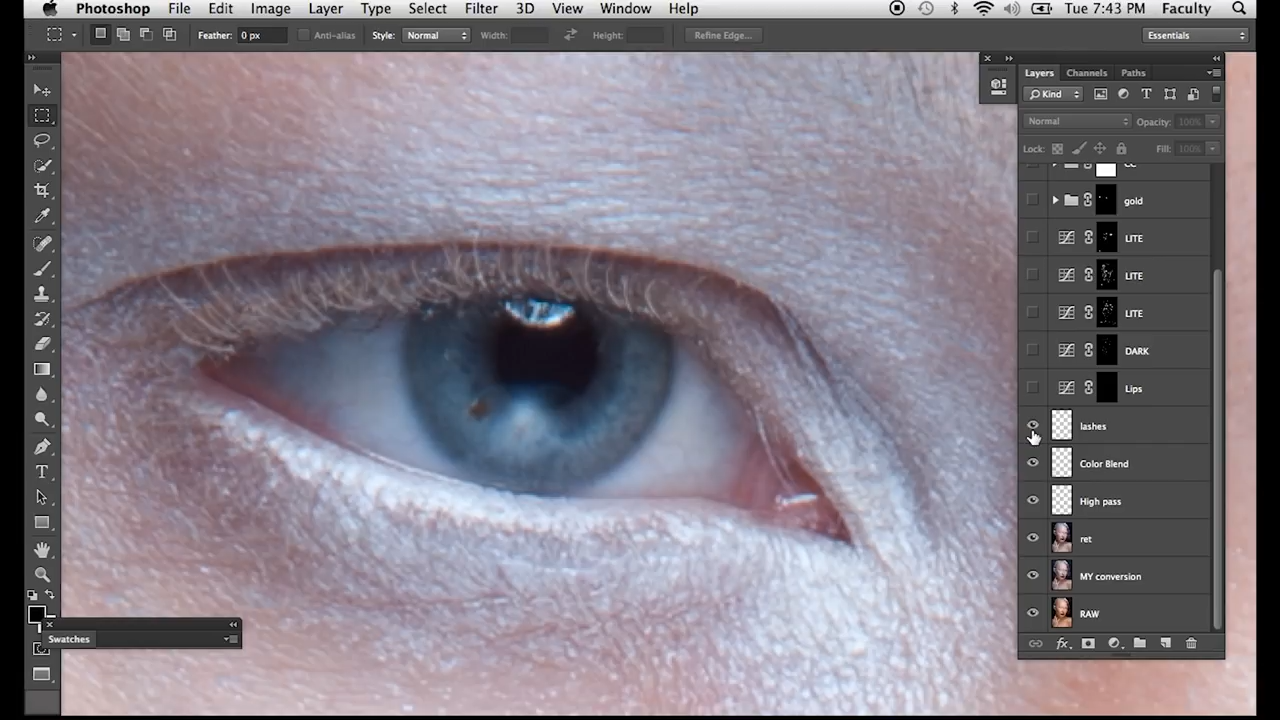 Photoshop File Edit Image Layer Type Select Filter 3D View Window Help Tue 7:43 PM Faculty
Feather: 0 px Anti-alias Style: Normal Width: Height: Refine Edge... Essentials
Layers Channels Paths
Kind
Normal Opacity: 100%
Lock: Fill: 100%
gold
LITE
LITE
LITE
DARK
Lips
lashes
Color Blend
High pass
ret
MY conversion
RAW
Swatches